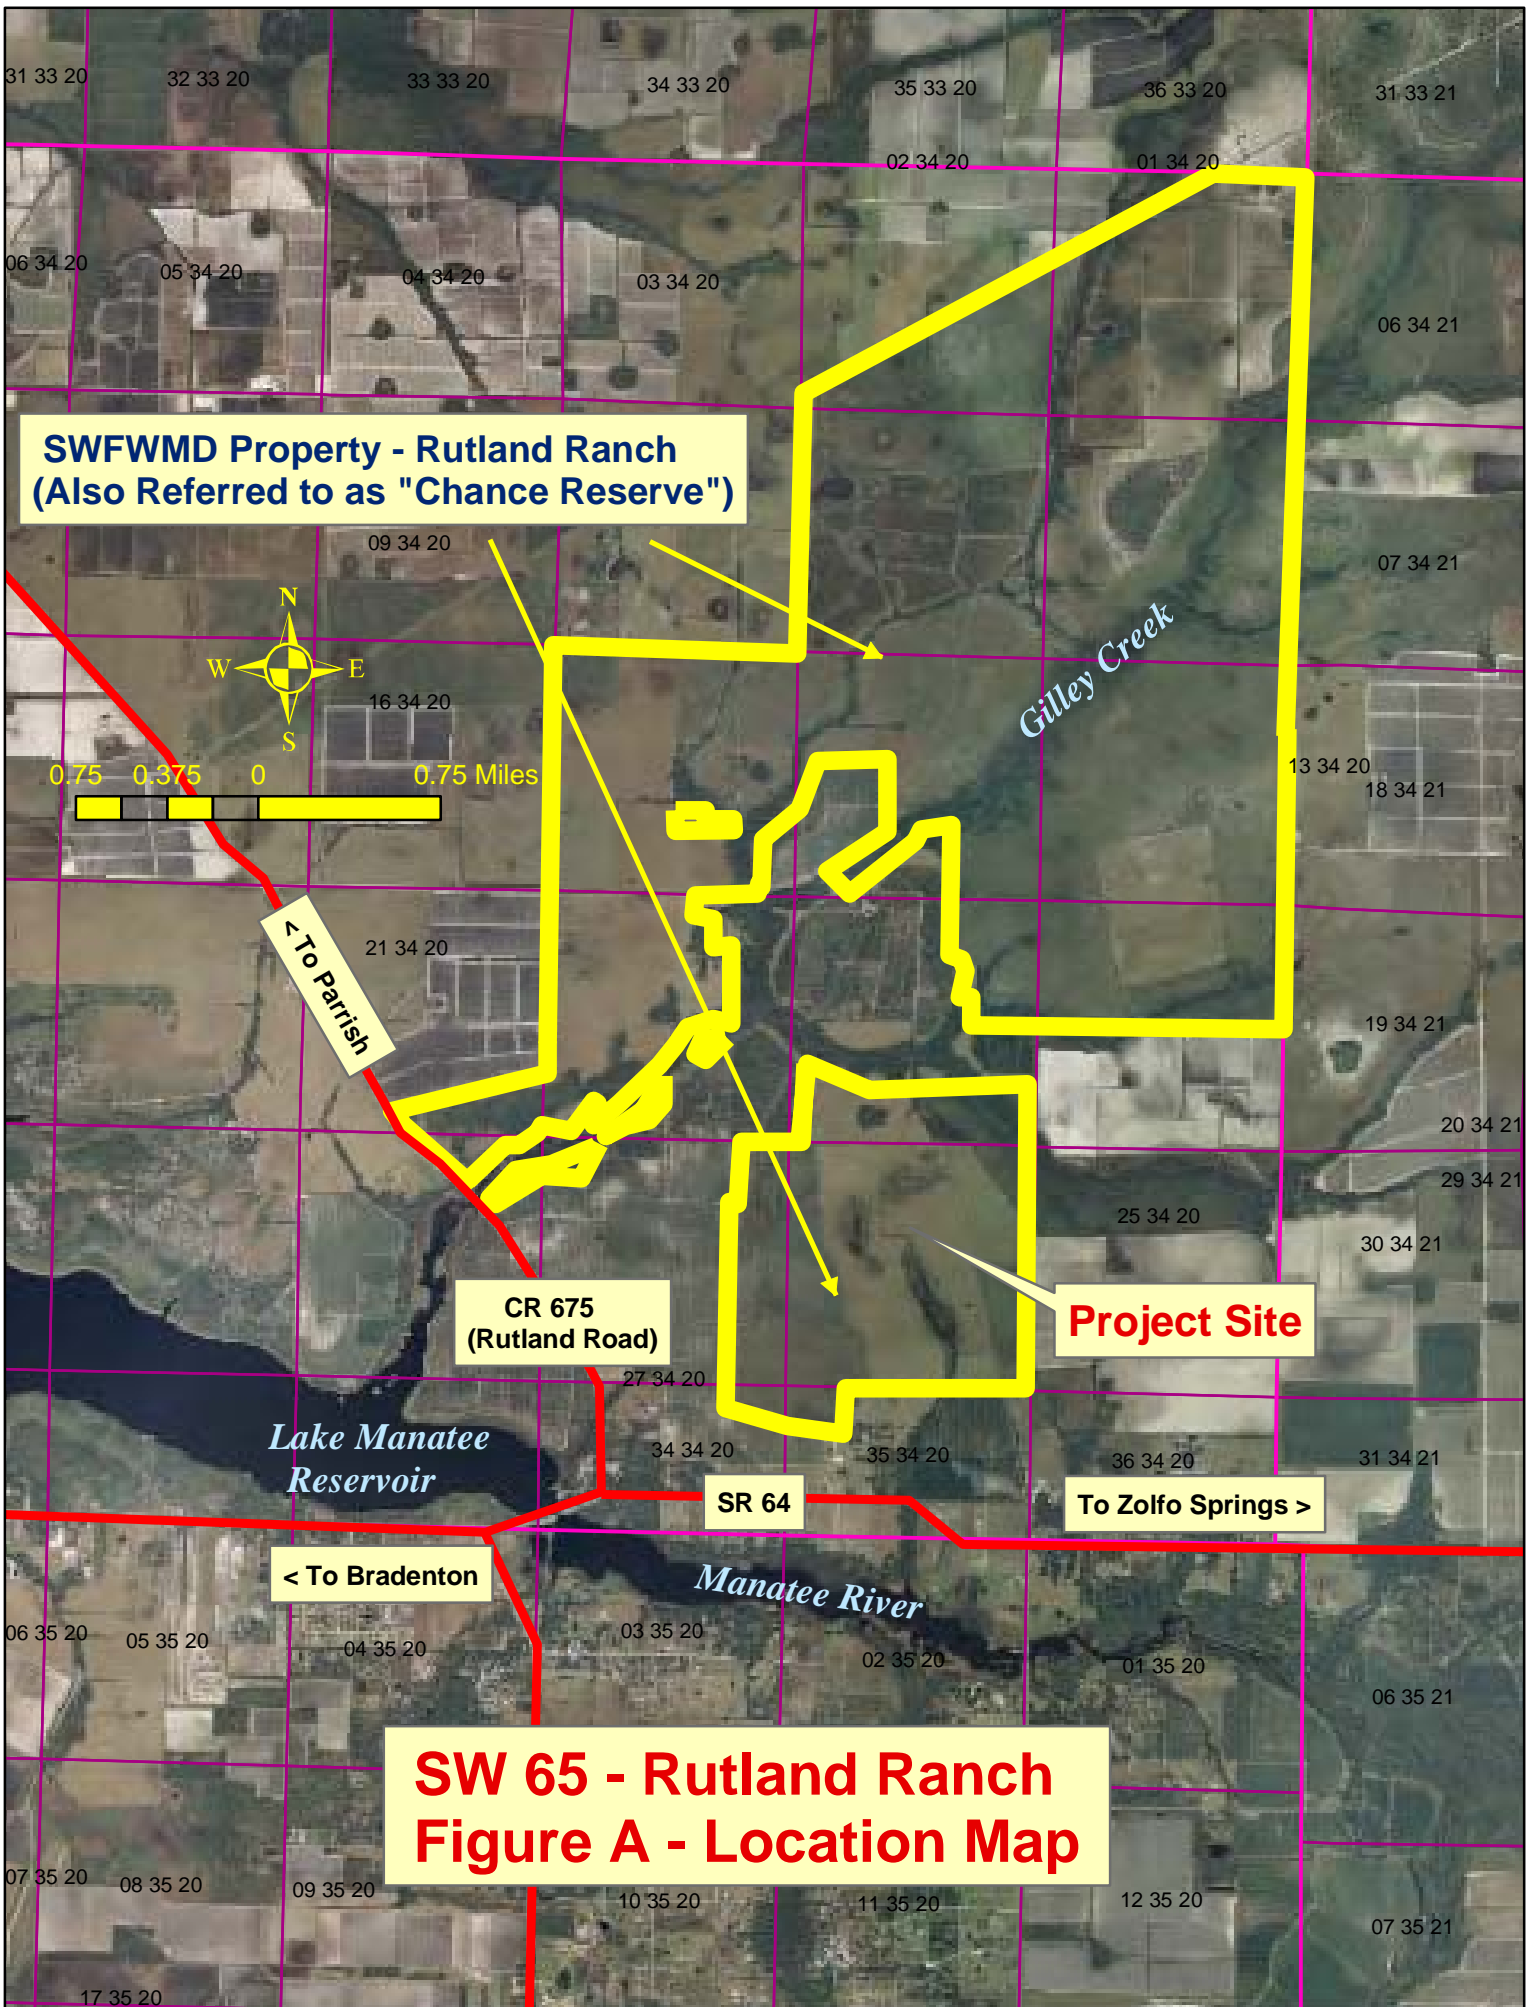 31 33 20
32 33 20
33 33 20
34 33 20
35 33 20
36 33 20
31 33 21
02 34 20
01 34 20
06 34 20
05 34 20
04 34 20
03 34 20
06 34 21
SWFWMD Property - Rutland Ranch
(Also Referred to as "Chance Reserve")
09 34 20
07 34 21
N
W
E
S
Gilley Creek
16 34 20
0.75
0.375
0
0.75 Miles
13 34 20
18 34 21
< To Parrish
21 34 20
19 34 21
20 34 21
29 34 21
25 34 20
30 34 21
CR 675
(Rutland Road)
Project Site
27 34 20
Lake Manatee
Reservoir
34 34 20
35 34 20
36 34 20
31 34 21
SR 64
To Zolfo Springs >
< To Bradenton
Manatee River
06 35 20
05 35 20
04 35 20
03 35 20
02 35 20
01 35 20
06 35 21
SW 65 - Rutland Ranch
Figure A - Location Map
07 35 20
08 35 20
09 35 20
10 35 20
11 35 20
12 35 20
07 35 21
17 35 20